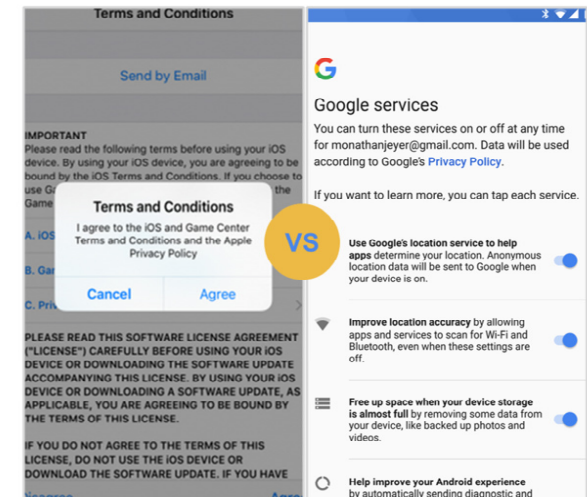 Terms and Conditions
Send by Email
IMPORTANT
Please read the following terms before using your iOS
device. By using your iOS device, you are agreeing to be
bound by the iOS Terms and Conditions. If you choose to
use the
Game
A. iOS
B. Gam
C. Priv
Terms and Conditions
I agree to the iOS and Game Center
Terms and Conditions and the Apple
Privacy Policy
Cancel Agree
PLEASE READ THIS SOFTWARE LICENSE AGREEMENT
("LICENSE") CAREFULLY BEFORE USING YOUR iOS
DEVICE OR DOWNLOADING THE SOFTWARE UPDATE
ACCOMPANYING THIS LICENSE. BY USING YOUR iOS
DEVICE OR DOWNLOADING A SOFTWARE UPDATE, AS
APPLICABLE, YOU ARE AGREEING TO BE BOUND BY
THE TERMS OF THIS LICENSE.
IF YOU DO NOT AGREE TO THE TERMS OF THIS
LICENSE, DO NOT USE THE iOS DEVICE OR
DOWNLOAD THE SOFTWARE UPDATE. IF YOU HAVE
VS
G
Google services
You can turn these services on or off at any time
for monathanjeyer@gmail.com. Data will be used
according to Google's Privacy Policy.
If you want to learn more, you can tap each service.
Use Google's location service to help
apps determine your location. Anonymous
location data will be sent to Google when
your device is on.
Improve location accuracy by allowing
apps and services to scan for Wi-Fi and
Bluetooth, even when these settings are
off.
Free up space when your device storage
is almost full by removing some data from
your device, like backed up photos and
videos.
Help improve your Android experience
by automatically sending diagnostic and